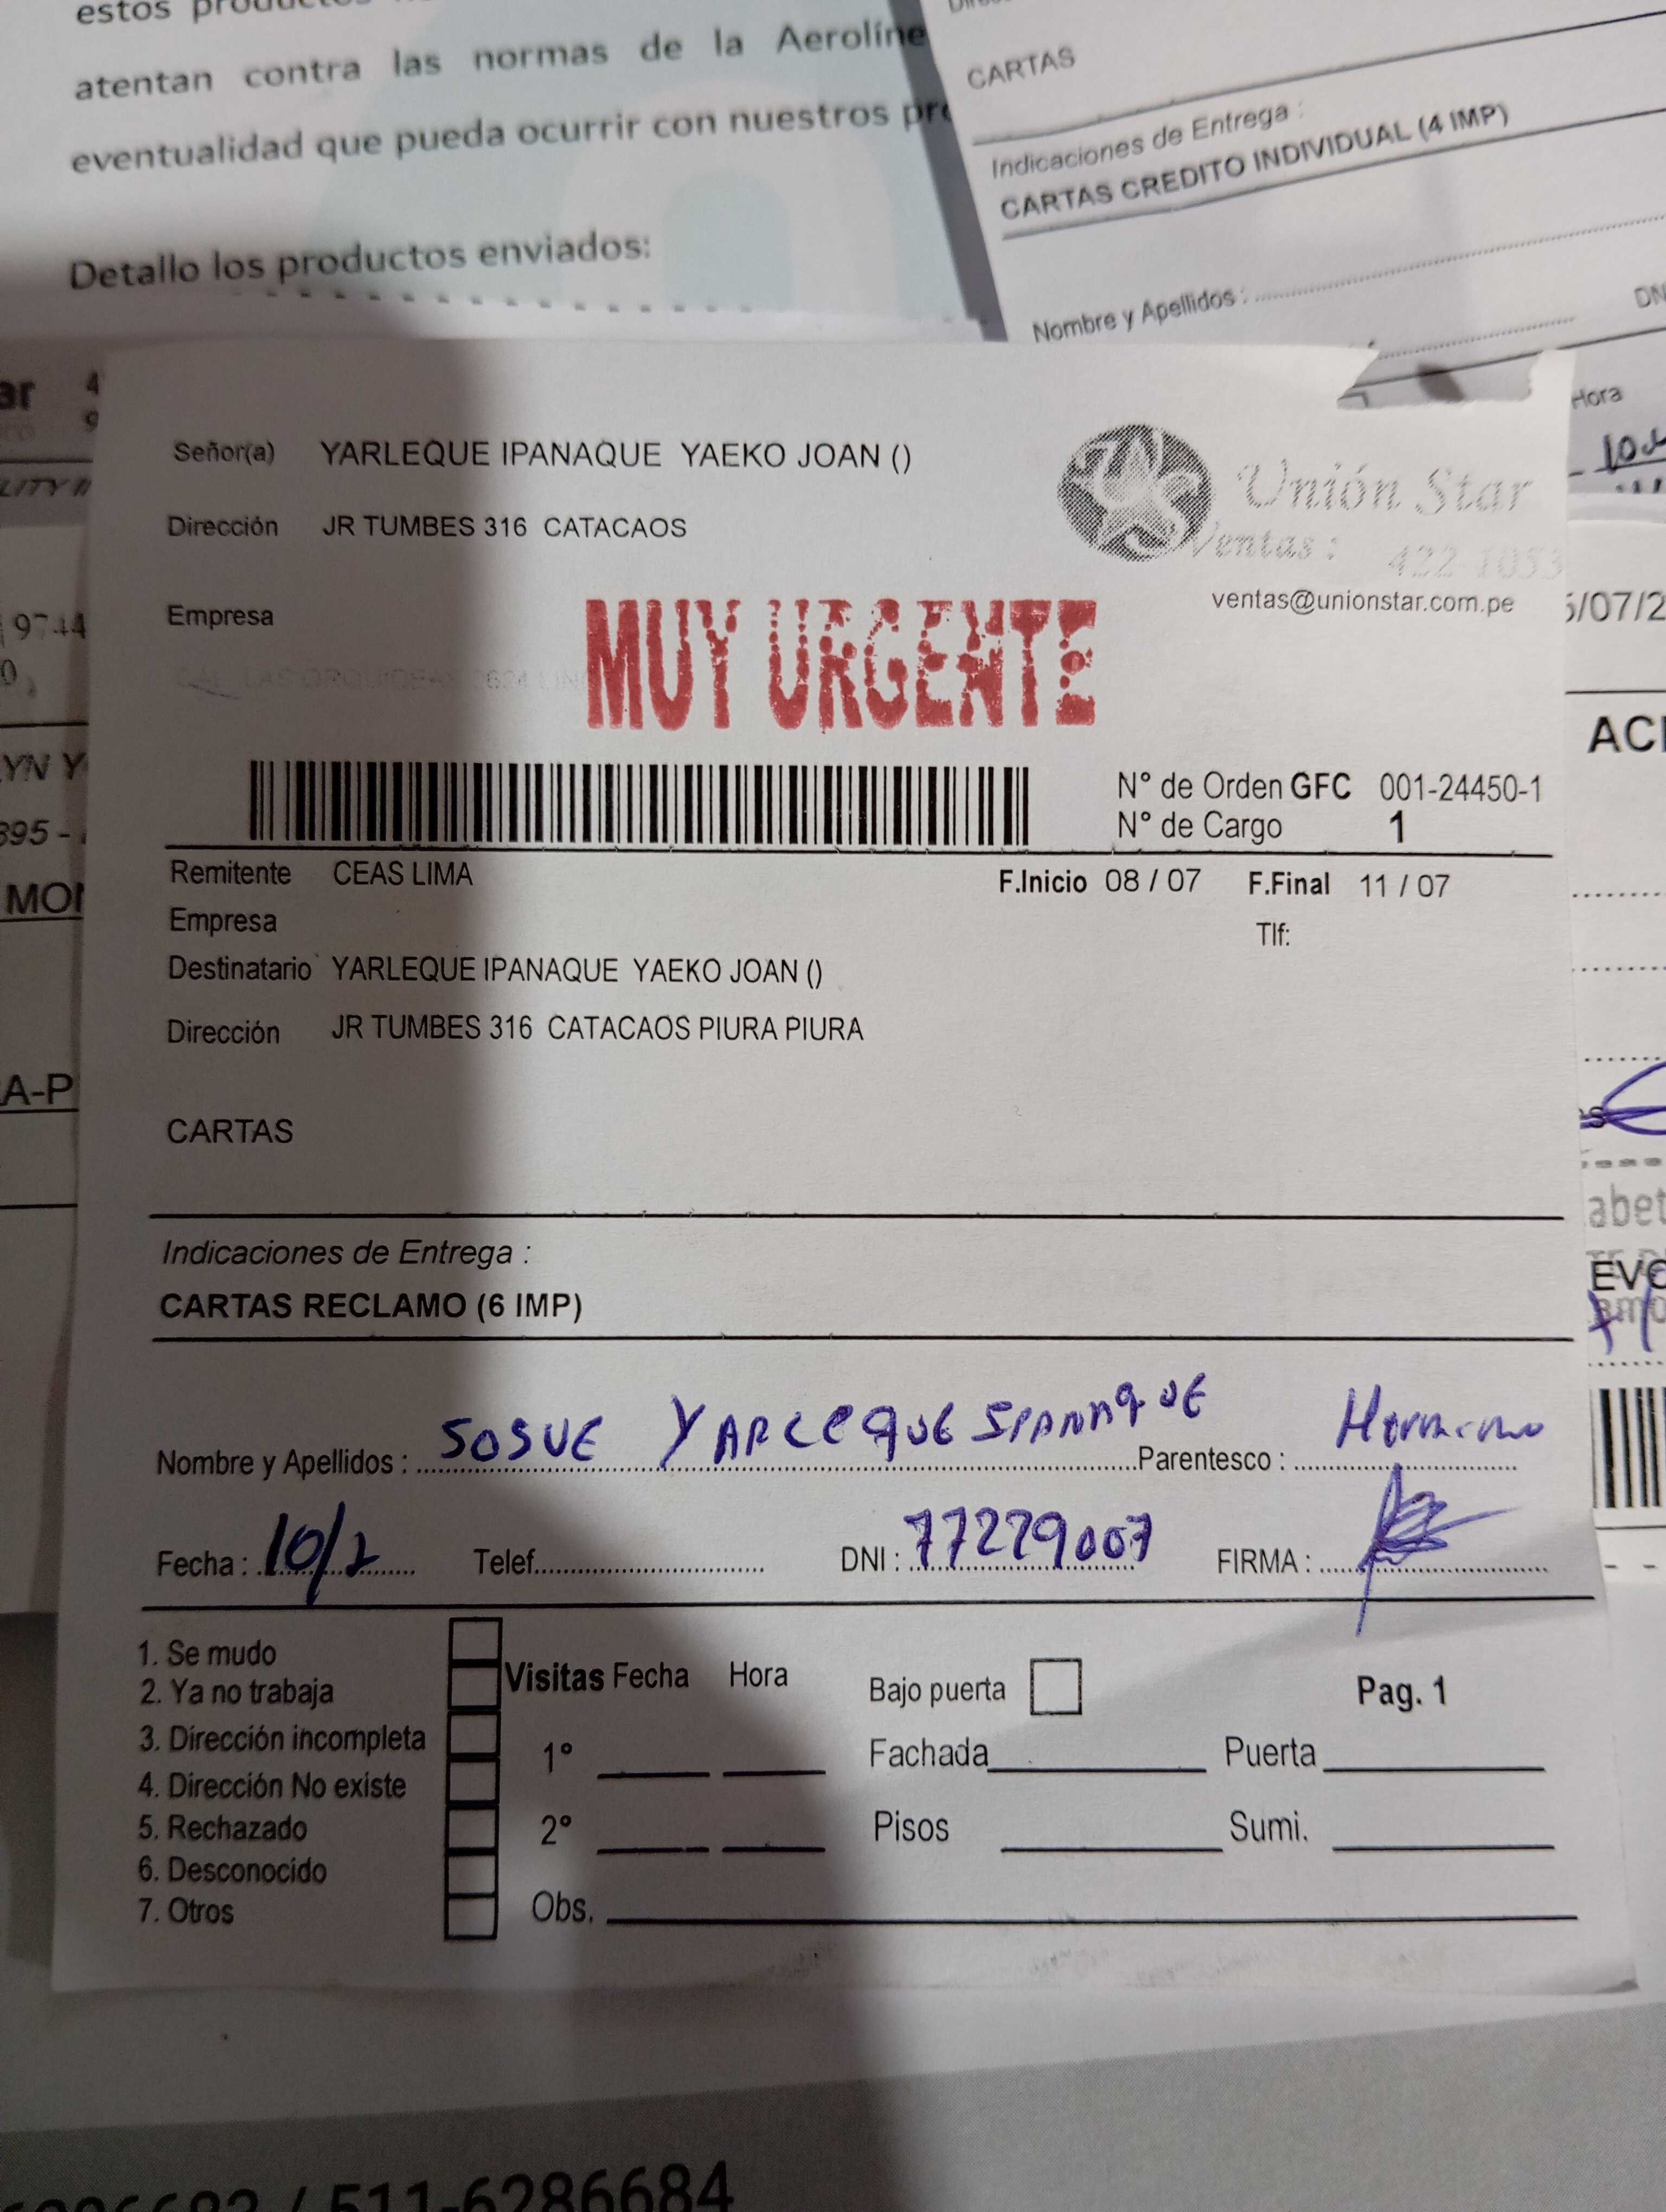 atentan contra las normas de la Aerolíne
eventualidad que pueda ocurrir con nuestros pr
Detallo los productos enviados:
CARTAS
Indicaciones de Entrega :
CARTAS CREDITO INDIVIDUAL (4 IMP)
Nombre y Apellidos :
DN
Hora
Señor(a) YARLEQUE IPANAQUE YAEKO JOAN ()
Dirección JR TUMBES 316 CATACAOS
Empresa
Unión Star
Ventas : 422 1053
ventas@unionstar.com.pe
MUY URGENTE
N° de Orden GFC 001-24450-1
N° de Cargo 1
Remitente CEAS LIMA
F.Inicio 08 / 07 F.Final 11 / 07
Empresa
Tlf:
Destinatario YARLEQUE IPANAQUE YAEKO JOAN ()
Dirección JR TUMBES 316 CATACAOS PIURA PIURA
CARTAS
Indicaciones de Entrega :
CARTAS RECLAMO (6 IMP)
Nombre y Apellidos : JOSUE YARLEQUE IPANAQUE Parentesco : Hermano
Fecha : 10/7 Telef. DNI : 77279007 FIRMA :
1. Se mudo
2. Ya no trabaja
3. Dirección incompleta
4. Dirección No existe
5. Rechazado
6. Desconocido
7. Otros
Visitas Fecha Hora
1°
2°
Obs.
Bajo puerta
Pag. 1
Fachada Puerta
Pisos Sumi.
/ 511-6286684